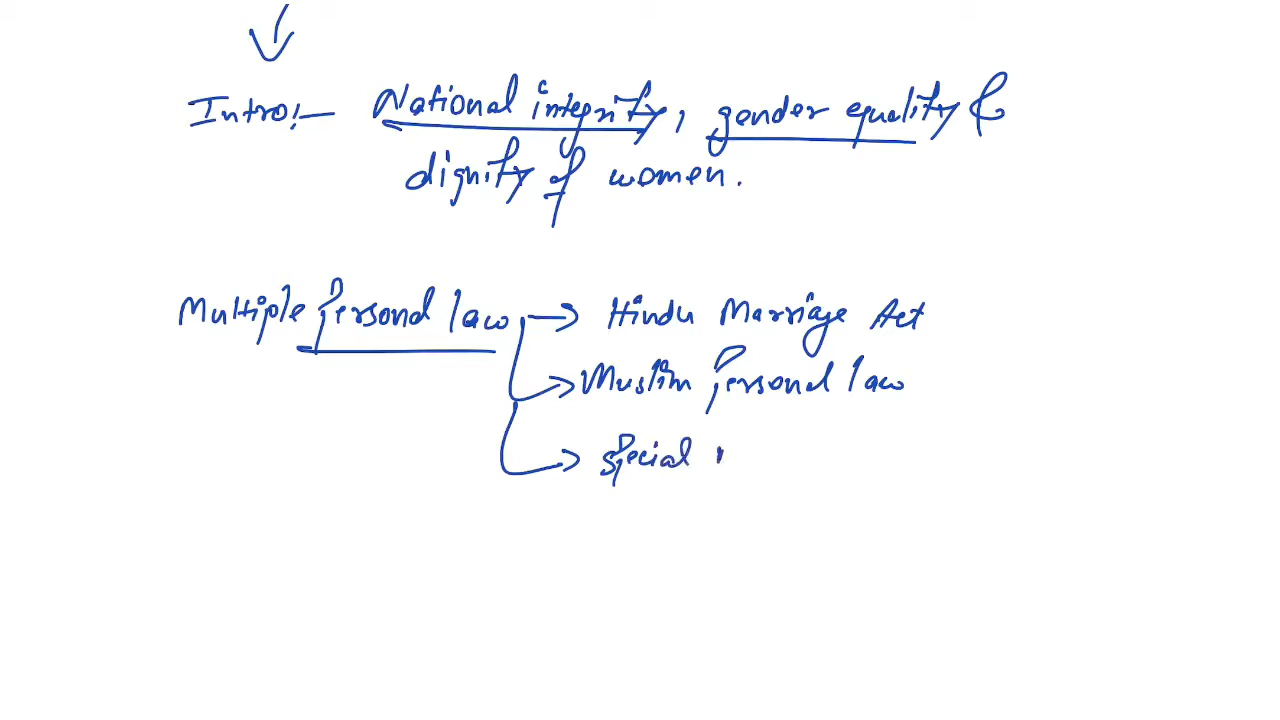 Intro:- National integrity, gender equality &
dignity of women.
Multiple personal law → Hindu Marriage Act
→ Muslim personal law
→ special